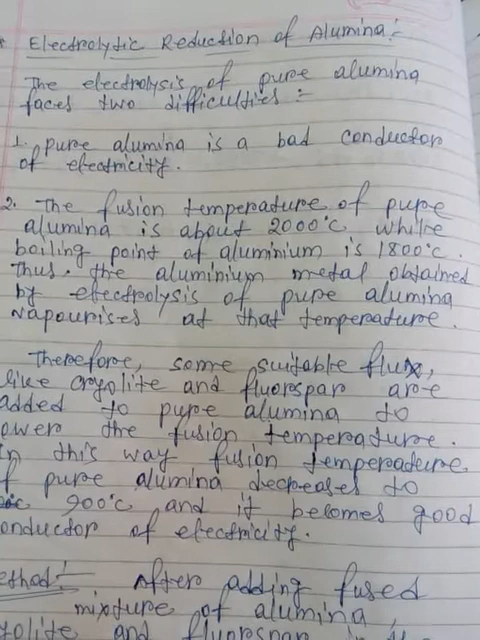 Electrolytic Reduction of Alumina:-
The electrolysis of pure alumina
faces two difficulties :-
1. pure alumina is a bad conductor
of electricity.
2. The fusion temperature of pure
alumina is about 2000°C while
boiling point of aluminium is 1800°C.
Thus. the aluminium metal obtained
by electrolysis of pure alumina
vapourises at that temperature.
Therefore, some suitable flux,
like cryolite and fluorspar are
added to pure alumina to
ower the fusion temperature.
In this way fusion temperature
f pure alumina decreases to
900°C and it becomes good
onductor of electricity.
ethod:- After adding fused
mixture of alumina,
yolite and fluorspar